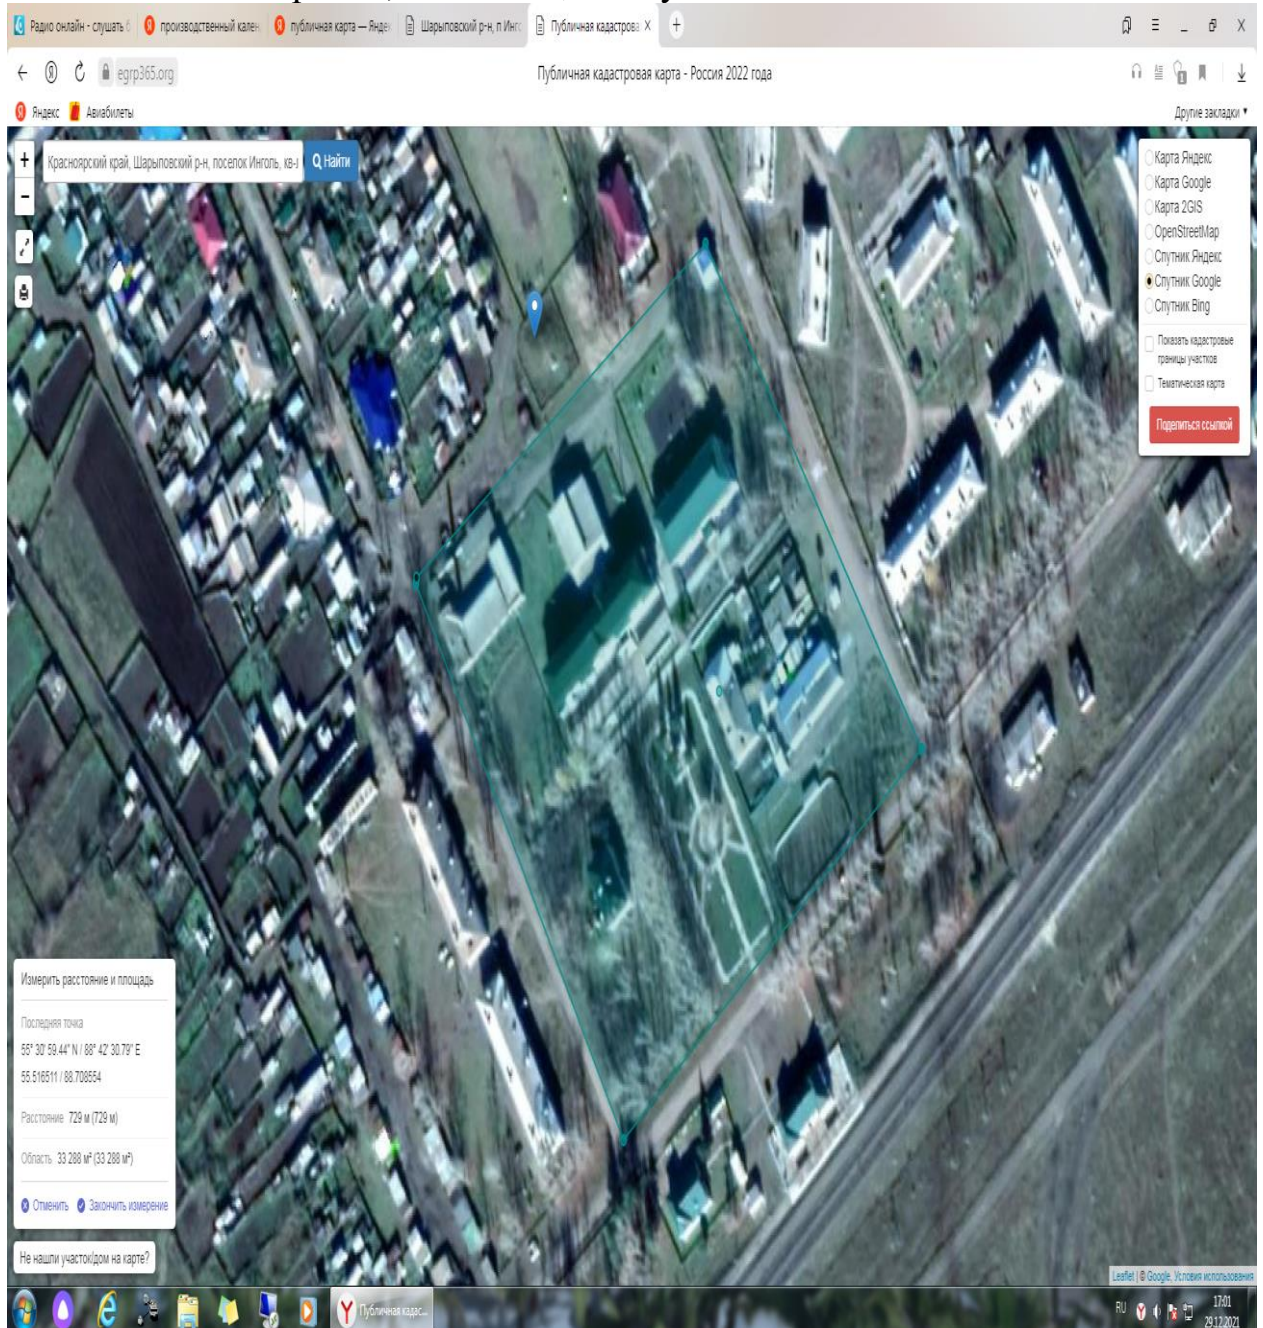 Радио онлайн - слушать б
производственный кален
публичная карта — Янде
Шарыповский р-н, п Инго
Публичная кадастрова X
egrp365.org
Публичная кадастровая карта - Россия 2022 года
Яндекс
Авиабилеты
Другие закладки
Красноярский край, Шарыповский р-н, поселок Инголь, кв-л
Найти
Карта Яндекс
Карта Google
Карта 2GIS
OpenStreetMap
Спутник Яндекс
Спутник Google
Спутник Bing
Показать кадастровые
границы участков
Тематическая карта
Поделиться ссылкой
Измерить расстояние и площадь
Последняя точка
55° 30' 59.44" N / 88° 42' 30.79" E
55.516511 / 88.708554
Расстояние 729 м (729 м)
Область 33 288 м² (33 288 м²)
Отменить
Закончить измерение
Не нашли участок/дом на карте?
Leaflet | © Google, Условия использования
Публичная кадас...
RU
17:01
29.12.2021